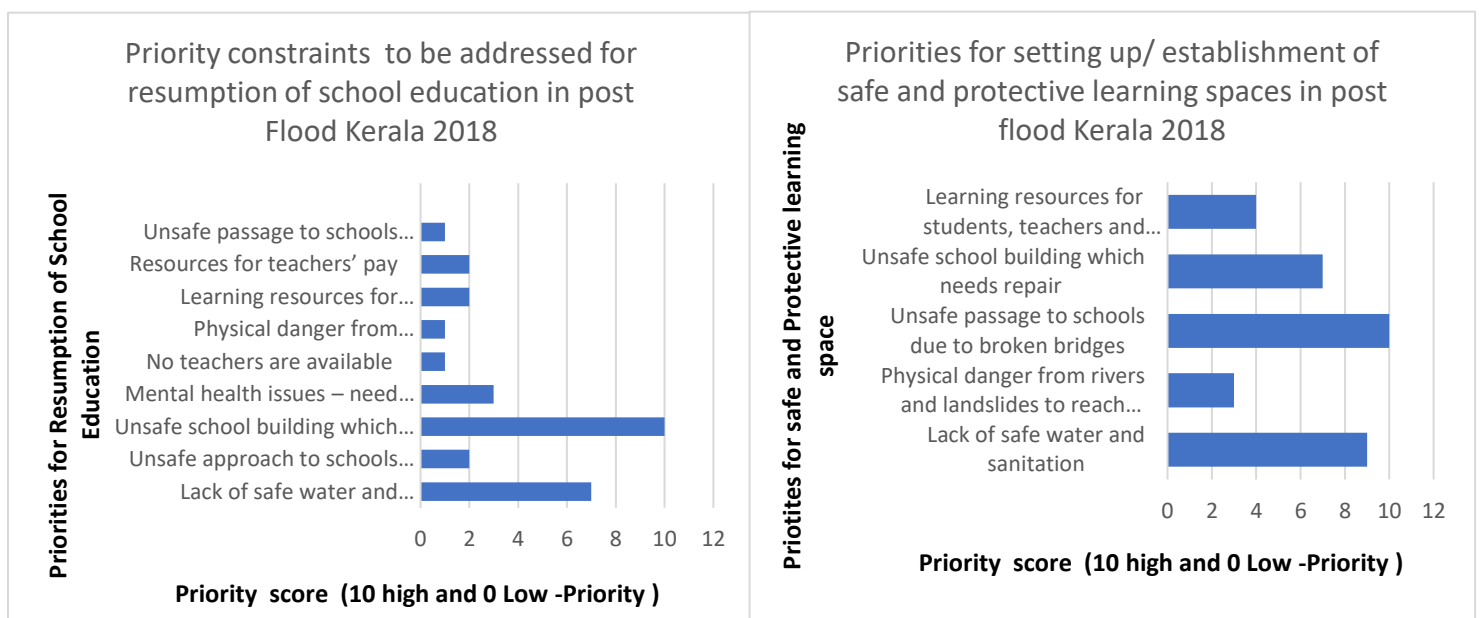 Priority constraints to be addressed for
resumption of school education in post
Flood Kerala 2018
Priorities for Resumption of School
Education
Unsafe passage to schools...
Resources for teachers’ pay
Learning resources for...
Physical danger from...
No teachers are available
Mental health issues – need...
Unsafe school building which...
Unsafe approach to schools...
Lack of safe water and...
0 2 4 6 8 10 12
Priority score (10 high and 0 Low -Priority )
Priorities for setting up/ establishment of
safe and protective learning spaces in post
flood Kerala 2018
Priotites for safe and Protective learning
space
Learning resources for
students, teachers and...
Unsafe school building which
needs repair
Unsafe passage to schools
due to broken bridges
Physical danger from rivers
and landslides to reach...
Lack of safe water and
sanitation
0 2 4 6 8 10 12
Priority score (10 high and 0 Low -Priority )